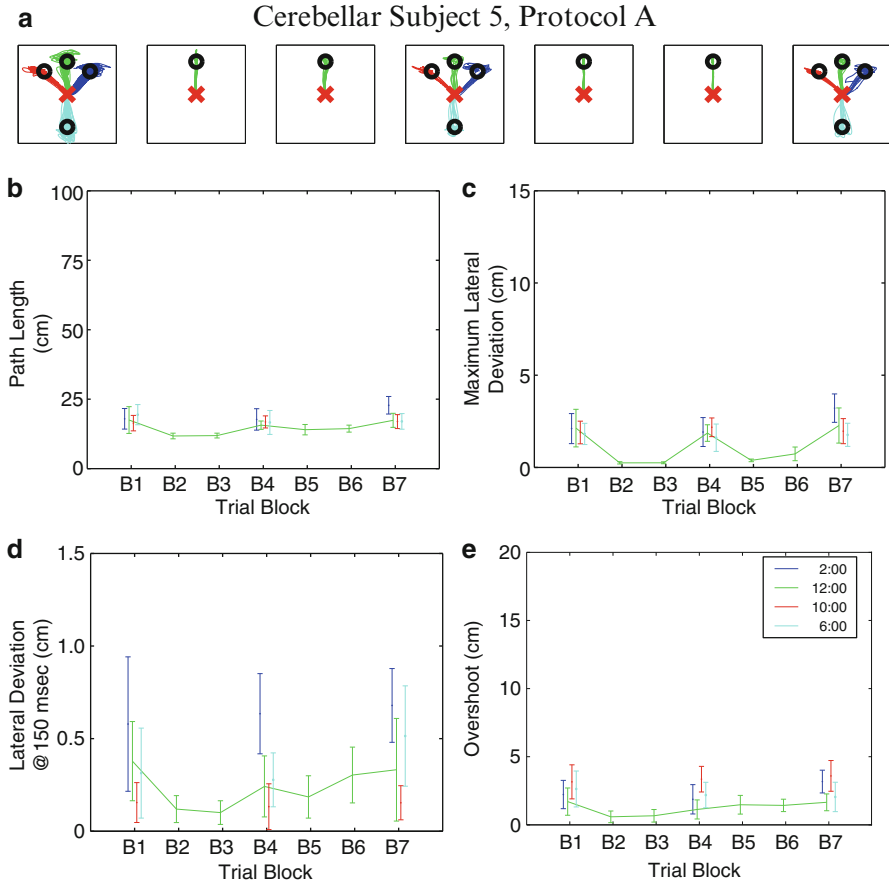 Cerebellar Subject 5, Protocol A
a
b
100
75
50
25
0
Path Length
(cm)
B1 B2 B3 B4 B5 B6 B7
Trial Block
c
15
10
5
0
Maximum Lateral
Deviation (cm)
B1 B2 B3 B4 B5 B6 B7
Trial Block
d
1.5
1.0
0.5
0
Lateral Deviation
@150 msec (cm)
B1 B2 B3 B4 B5 B6 B7
Trial Block
e
20
15
10
5
0
Overshoot (cm)
2:00
12:00
10:00
6:00
B1 B2 B3 B4 B5 B6 B7
Trial Block